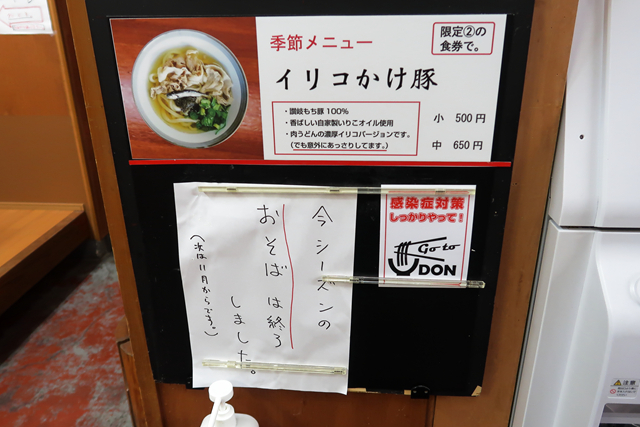 季節メニュー
限定②の
食券で。
イリコかけ豚
・讃岐もち豚100%
・香ばしい自家製いりこオイル使用
・肉うどんの濃厚イリコバージョンです。
(でも意外にあっさりしてます。)
小 500円
中 650円
今シーズンの
おそばは終了
しました。
(次は11月からです。)
感染症対策
しっかりやって!
Go to
UDON
注意